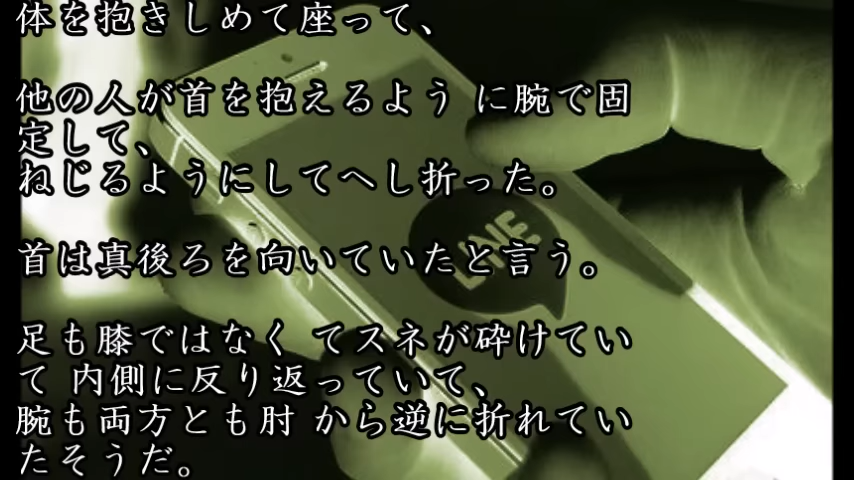 体を抱きしめて座って、
他の人が首を抱えるよう に腕で固
定して、
ねじるようにしてへし折った。
首は真後ろを向いていたと言う。
足も膝ではなく てスネが砕けてい
て 内側に反り返っていて、
腕も両方とも肘 から逆に折れてい
たそうだ。
LINE